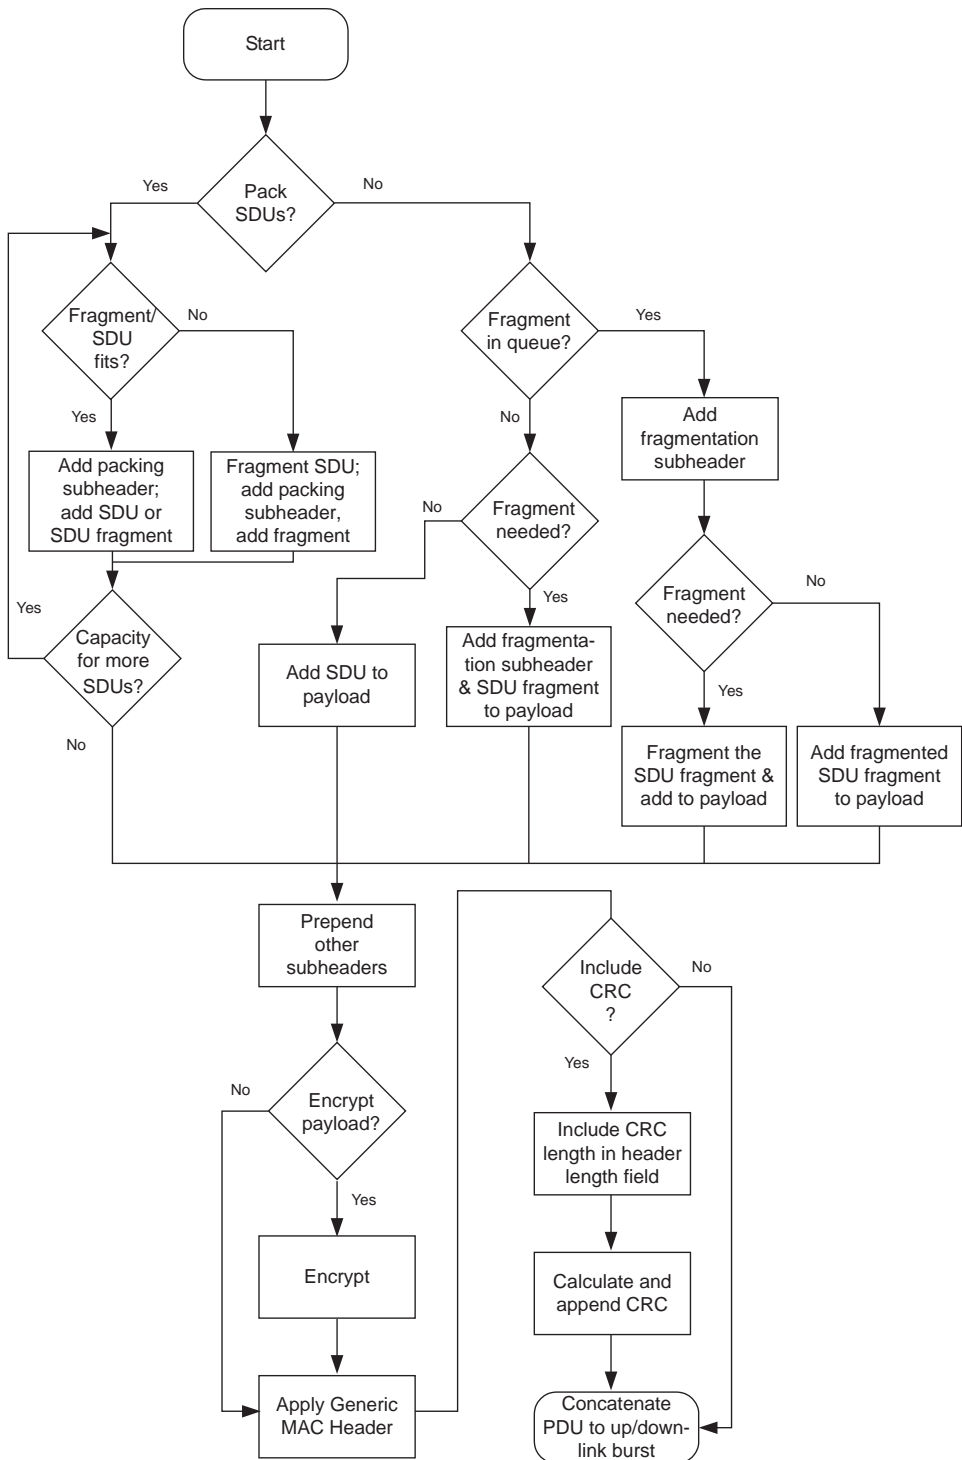 Start
Yes
Pack
SDUs?
No
Fragment/
SDU
fits?
No
Yes
Fragment
in queue?
Yes
No
Add packing
subheader;
add SDU or
SDU fragment
Fragment SDU;
add packing
subheader,
add fragment
No
Fragment
needed?
Yes
Add
fragmentation
subheader
Fragment
needed?
No
Yes
Yes
Capacity
for more
SDUs?
No
Add SDU to
payload
Add fragmenta-
tion subheader
& SDU fragment
to payload
Fragment the
SDU fragment &
add to payload
Add fragmented
SDU fragment
to payload
Prepend
other
subheaders
No
Encrypt
payload?
Yes
Encrypt
Apply Generic
MAC Header
Include
CRC
?
No
Yes
Include CRC
length in header
length field
Calculate and
append CRC
Concatenate
PDU to up/down-
link burst